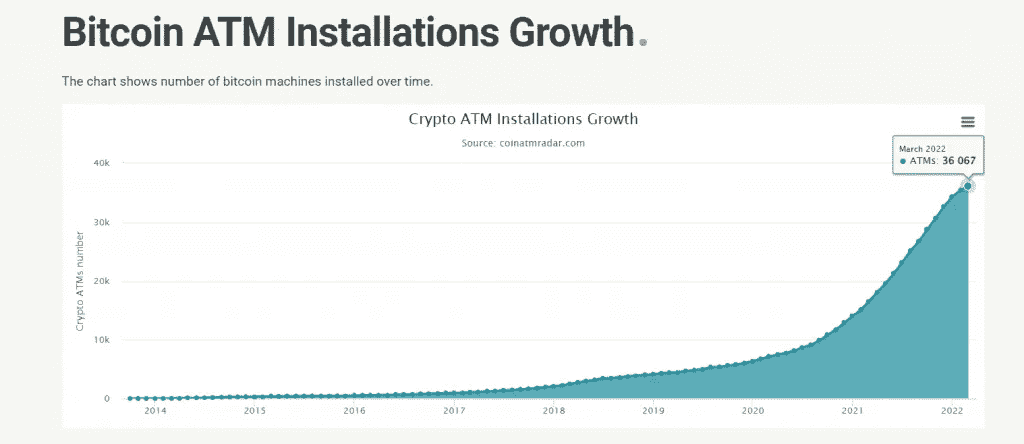 Bitcoin ATM Installations Growth.
The chart shows number of bitcoin machines installed over time.
Crypto ATM Installations Growth
Source: coinatmradar.com
March 2022
ATMs: 36 067
Crypto ATMs number
40k
30k
20k
10k
0
2014 2015 2016 2017 2018 2019 2020 2021 2022